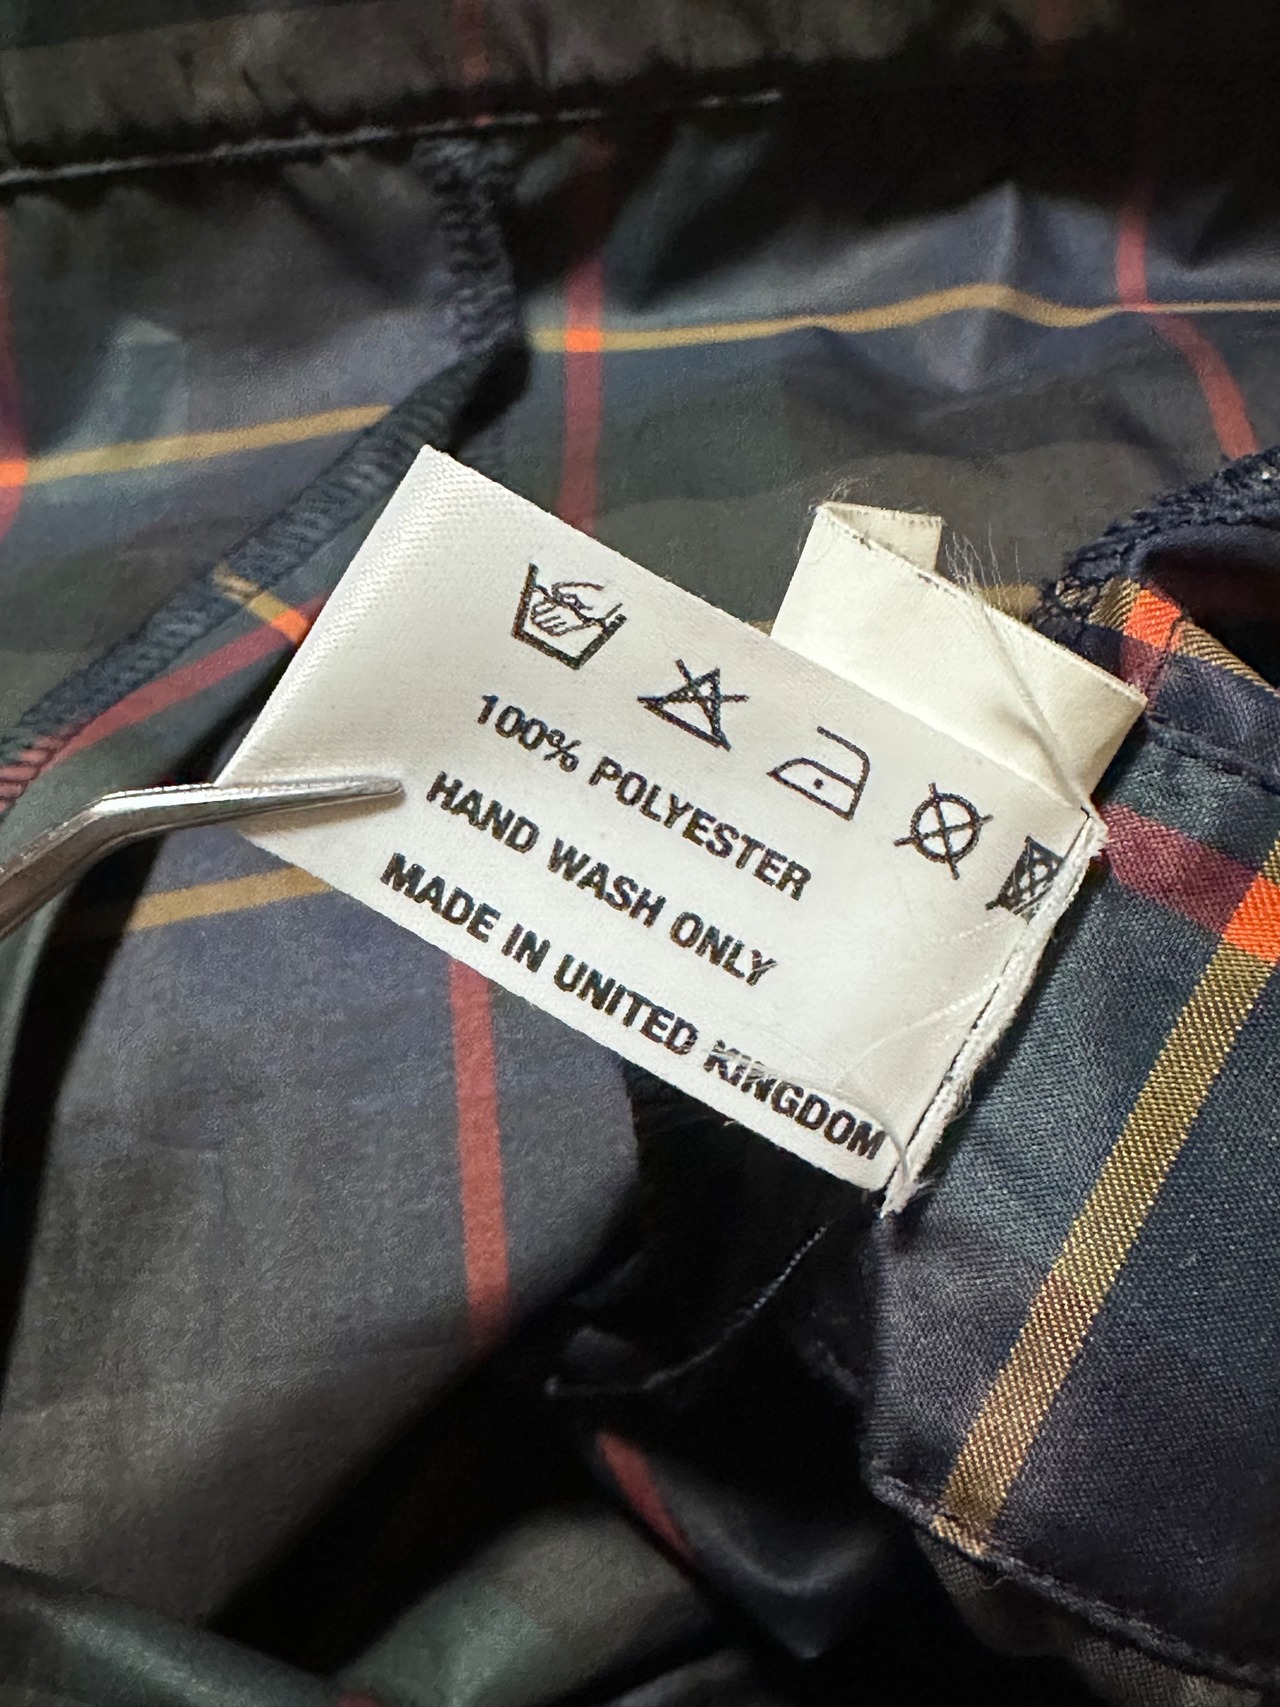 100% POLYESTER
HAND WASH ONLY
MADE IN UNITED KINGDOM